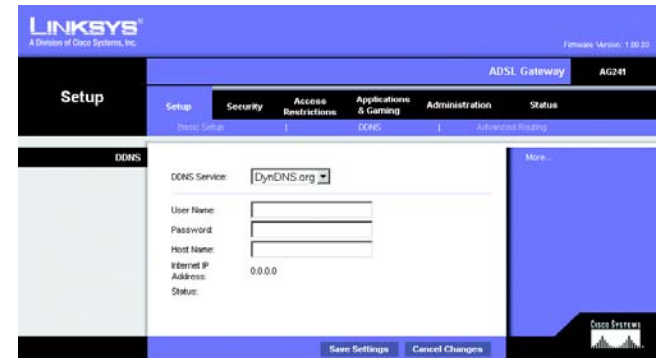 LINKSYS®
A Division of Cisco Systems, Inc.
Firmware Version: 1.00.03
ADSL Gateway AG241
Setup
Setup Security Access Restrictions Applications & Gaming Administration Status
Basic Setup | DDNS | Advanced Routing
DDNS
DDNS Service: DynDNS.org
More...
User Name:
Password:
Host Name:
Internet IP
Address: 0.0.0.0
Status:
Save Settings Cancel Changes
CISCO SYSTEMS